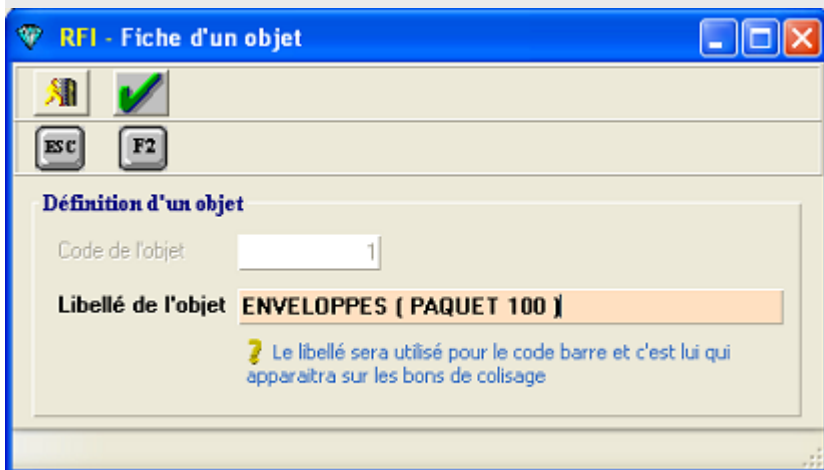 RFI - Fiche d'un objet
ESC F2
Définition d'un objet
Code de l'objet 1
Libellé de l'objet ENVELOPPES ( PAQUET 100 )
? Le libellé sera utilisé pour le code barre et c'est lui qui
apparaitra sur les bons de colisage